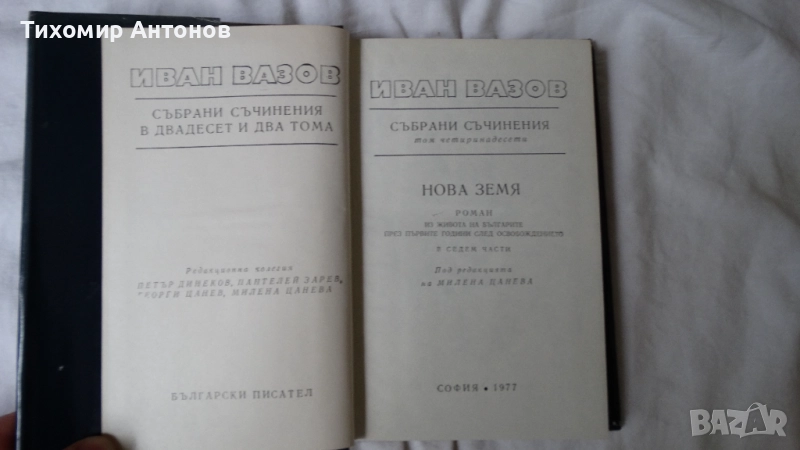 Тихомир Антонов
ИВАН ВАЗОВ
СЪБРАНИ СЪЧИНЕНИЯ
В ДВАДЕСЕТ И ДВА ТОМА
Редакционна колегия
ПЕТЪР ДИНЕКОВ, ПАНТЕЛЕЙ ЗАРЕВ,
ГЕОРГИ ЦАНЕВ, МИЛЕНА ЦАНЕВА
БЪЛГАРСКИ ПИСАТЕЛ
ИВАН ВАЗОВ
СЪБРАНИ СЪЧИНЕНИЯ
том четиринадесети
НОВА ЗЕМЯ
РОМАН
ИЗ ЖИВОТА НА БЪЛГАРИТЕ
ПРЕЗ ПЪРВИТЕ ГОДИНИ СЛЕД ОСВОБОЖДЕНИЕТО
В СЕДЕМ ЧАСТИ
Под редакцията
на МИЛЕНА ЦАНЕВА
СОФИЯ • 1977
BAZAR